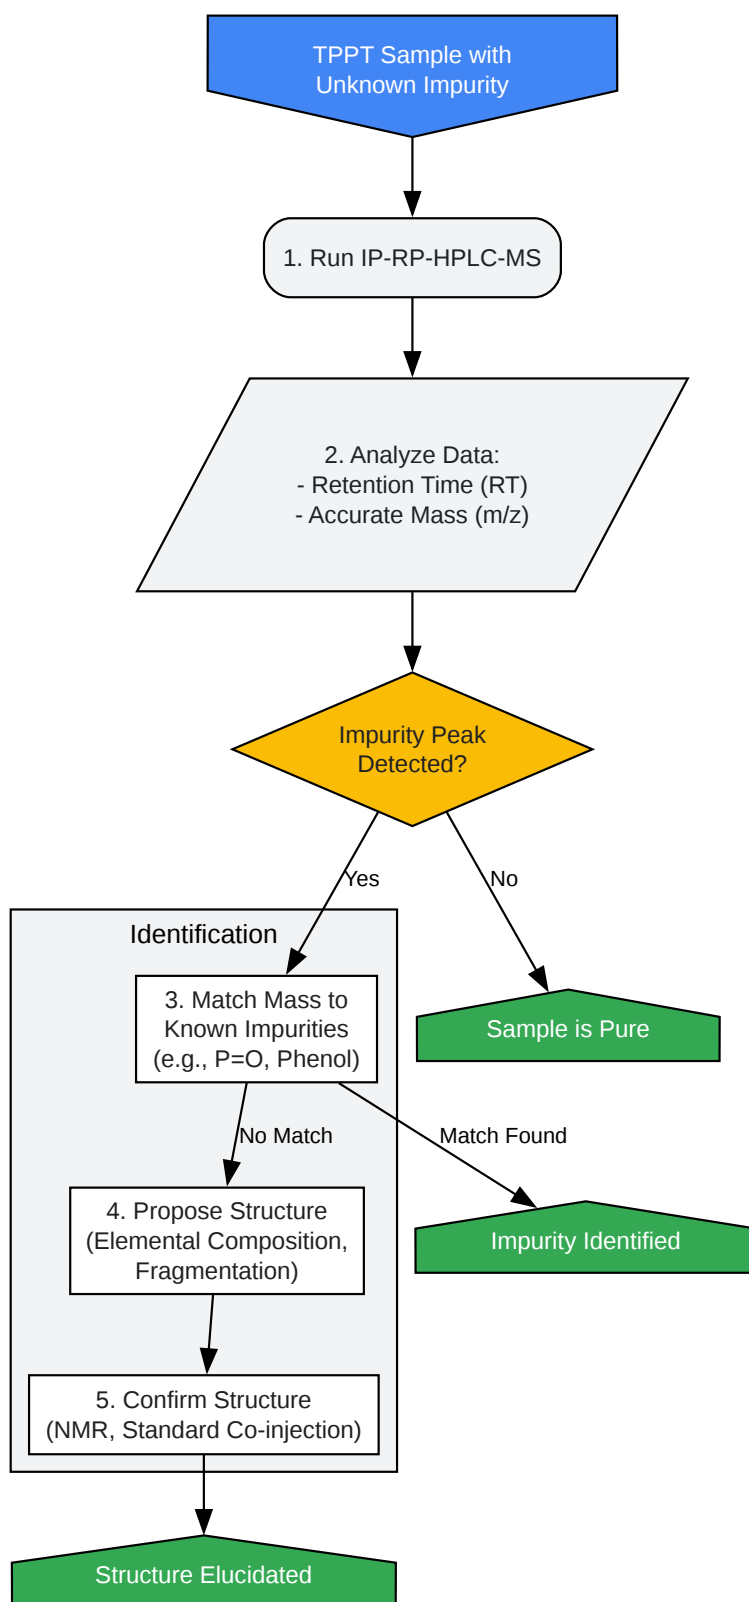 TPPT Sample with
Unknown Impurity
1. Run IP-RP-HPLC-MS
2. Analyze Data:
- Retention Time (RT)
- Accurate Mass (m/z)
Impurity Peak
Detected?
Yes
No
Identification
3. Match Mass to
Known Impurities
(e.g., P=O, Phenol)
Sample is Pure
No Match
Match Found
4. Propose Structure
(Elemental Composition,
Fragmentation)
Impurity Identified
5. Confirm Structure
(NMR, Standard Co-injection)
Structure Elucidated